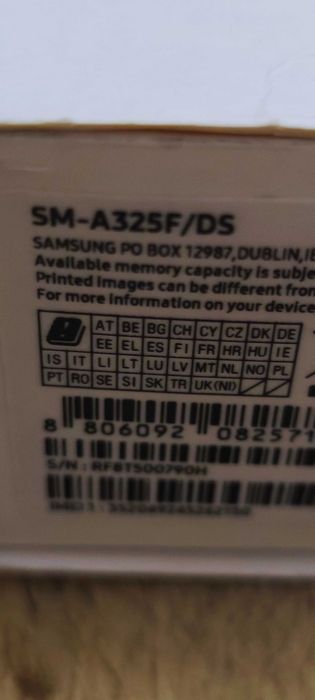 SM-A325F/DS
SAMSUNG PO BOX 12987, DUBLIN, IE
Available memory capacity is subje
Printed images can be different from
For more information on your device
AT BE BG CH CY CZ DK DE
EE EL ES FI FR HR HU IE
IS IT LI LT LU LV MT NL NO PL
PT RO SE SI SK TR UK(NI)
8 806092 082571
S/N : RF8T500790H